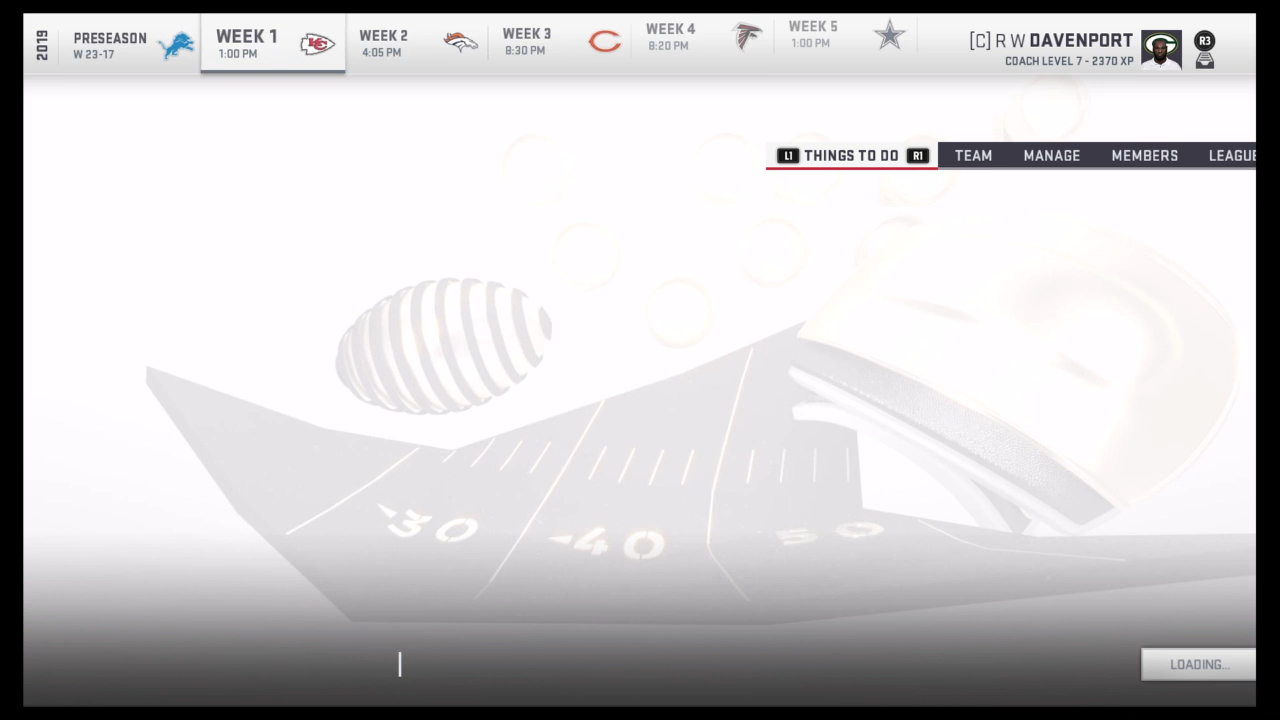 2019
PRESEASON
W 23-17
WEEK 1
1:00 PM
KC
WEEK 2
4:05 PM
WEEK 3
8:30 PM
C
WEEK 4
8:20 PM
WEEK 5
1:00 PM
[C] R W DAVENPORT
COACH LEVEL 7 - 2370 XP
G
R3
L1 THINGS TO DO R1 TEAM MANAGE MEMBERS LEAGUE
30 40 50
LOADING...